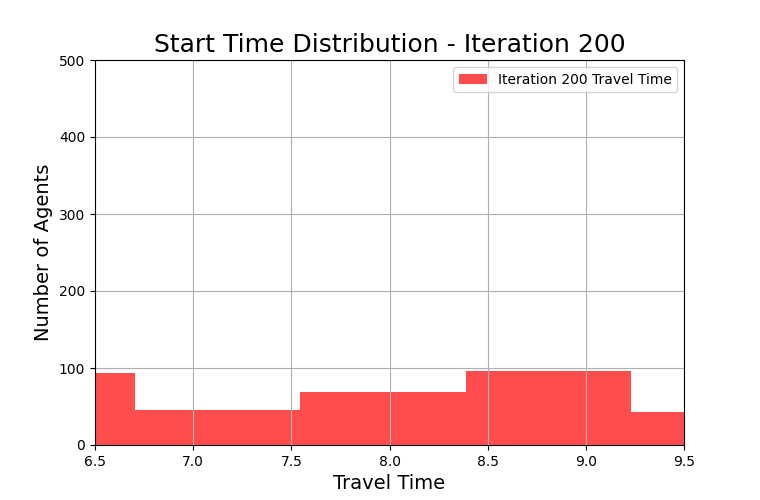 Start Time Distribution - Iteration 200
Iteration 200 Travel Time
Number of Agents
500
400
300
200
100
0
6.5 7.0 7.5 8.0 8.5 9.0 9.5
Travel Time